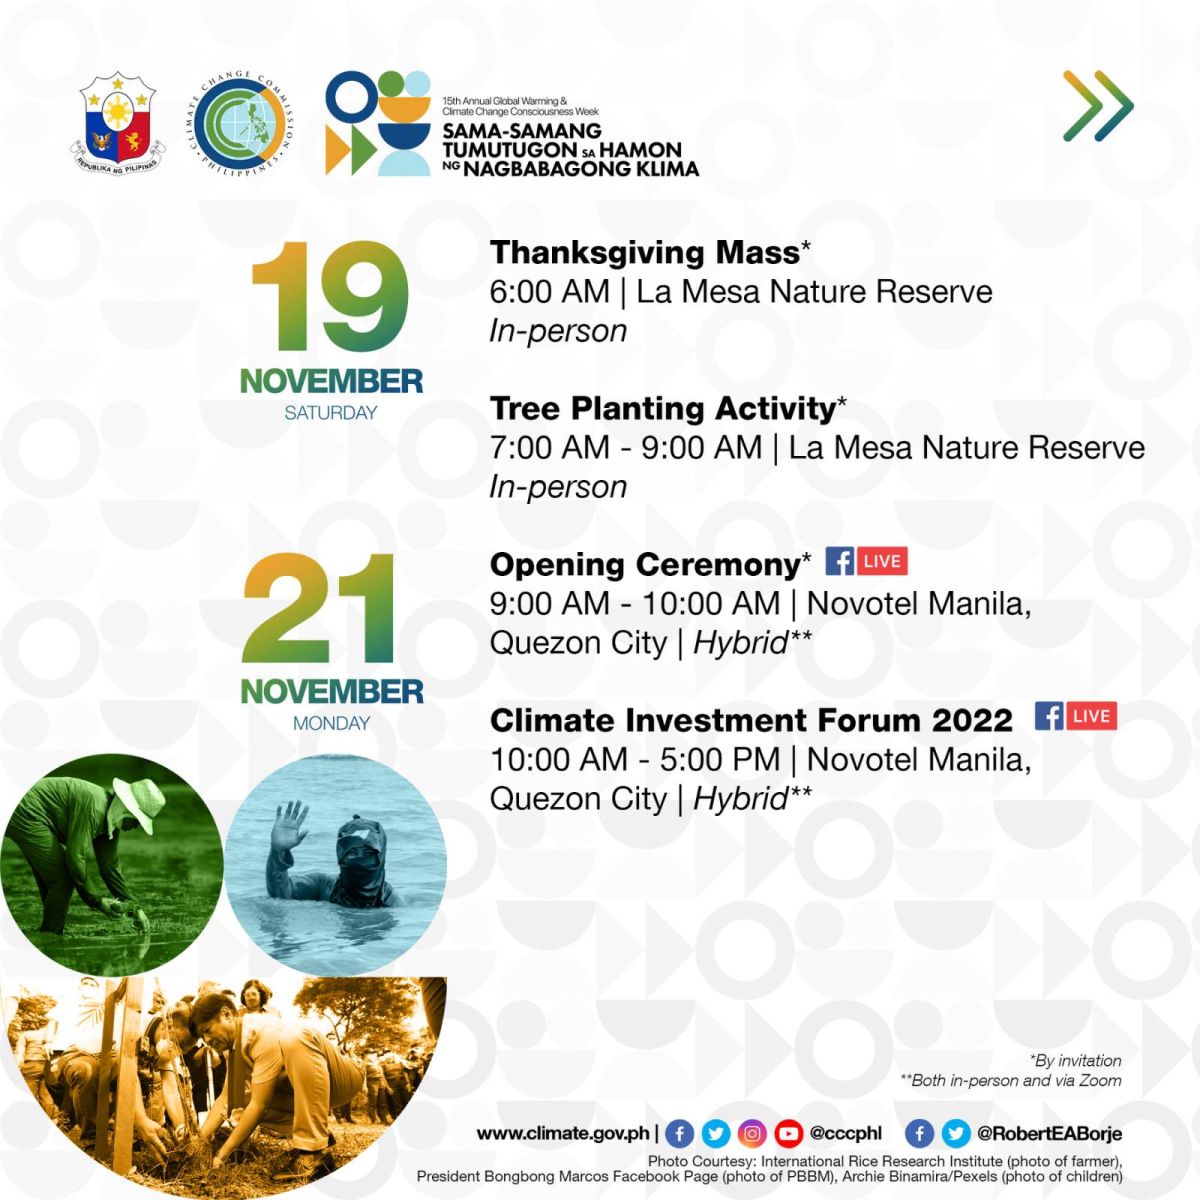 REPUBLIKA NG PILIPINAS
CLIMATE CHANGE COMMISSION
• PHILIPPINES •
15th Annual Global Warming &
Climate Change Consciousness Week
SAMA-SAMANG
TUMUTUGON SA HAMON
NG NAGBABAGONG KLIMA
19
NOVEMBER
SATURDAY
Thanksgiving Mass*
6:00 AM | La Mesa Nature Reserve
In-person
Tree Planting Activity*
7:00 AM - 9:00 AM | La Mesa Nature Reserve
In-person
21
NOVEMBER
MONDAY
Opening Ceremony* f LIVE
9:00 AM - 10:00 AM | Novotel Manila,
Quezon City | Hybrid**
Climate Investment Forum 2022 f LIVE
10:00 AM - 5:00 PM | Novotel Manila,
Quezon City | Hybrid**
*By invitation
**Both in-person and via Zoom
www.climate.gov.ph | f @cccphl f @RobertEABorje
Photo Courtesy: International Rice Research Institute (photo of farmer),
President Bongbong Marcos Facebook Page (photo of PBBM), Archie Binamira/Pexels (photo of children)